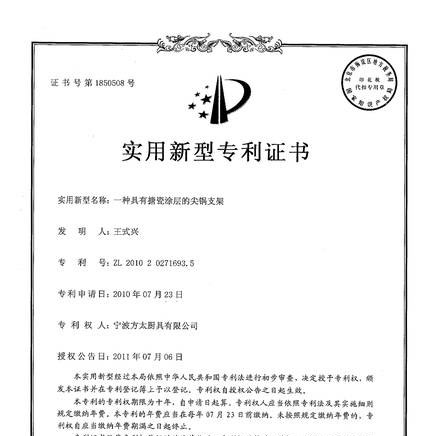 证书号第1850508号
印花税
代扣专用章
实用新型专利证书
实用新型名称：一种具有搪瓷涂层的尖锅支架
发明人：王式兴
专利号：ZL 2010 2 0271693.5
专利申请日：2010年07月23日
专利权人：宁波方太厨具有限公司
授权公告日：2011年07月06日
本实用新型经过本局依照中华人民共和国专利法进行初步审查，决定授予专利权，颁
发本证书并在专利登记簿上予以登记。专利权自授权公告之日起生效。
本专利的专利权期限为十年，自申请日起算。专利权人应当依照专利法及其实施细则
规定缴纳年费。本专利的年费应当在每年07月23日前缴纳。未按照规定缴纳年费的，专
利权自应当缴纳年费期满之日起终止。